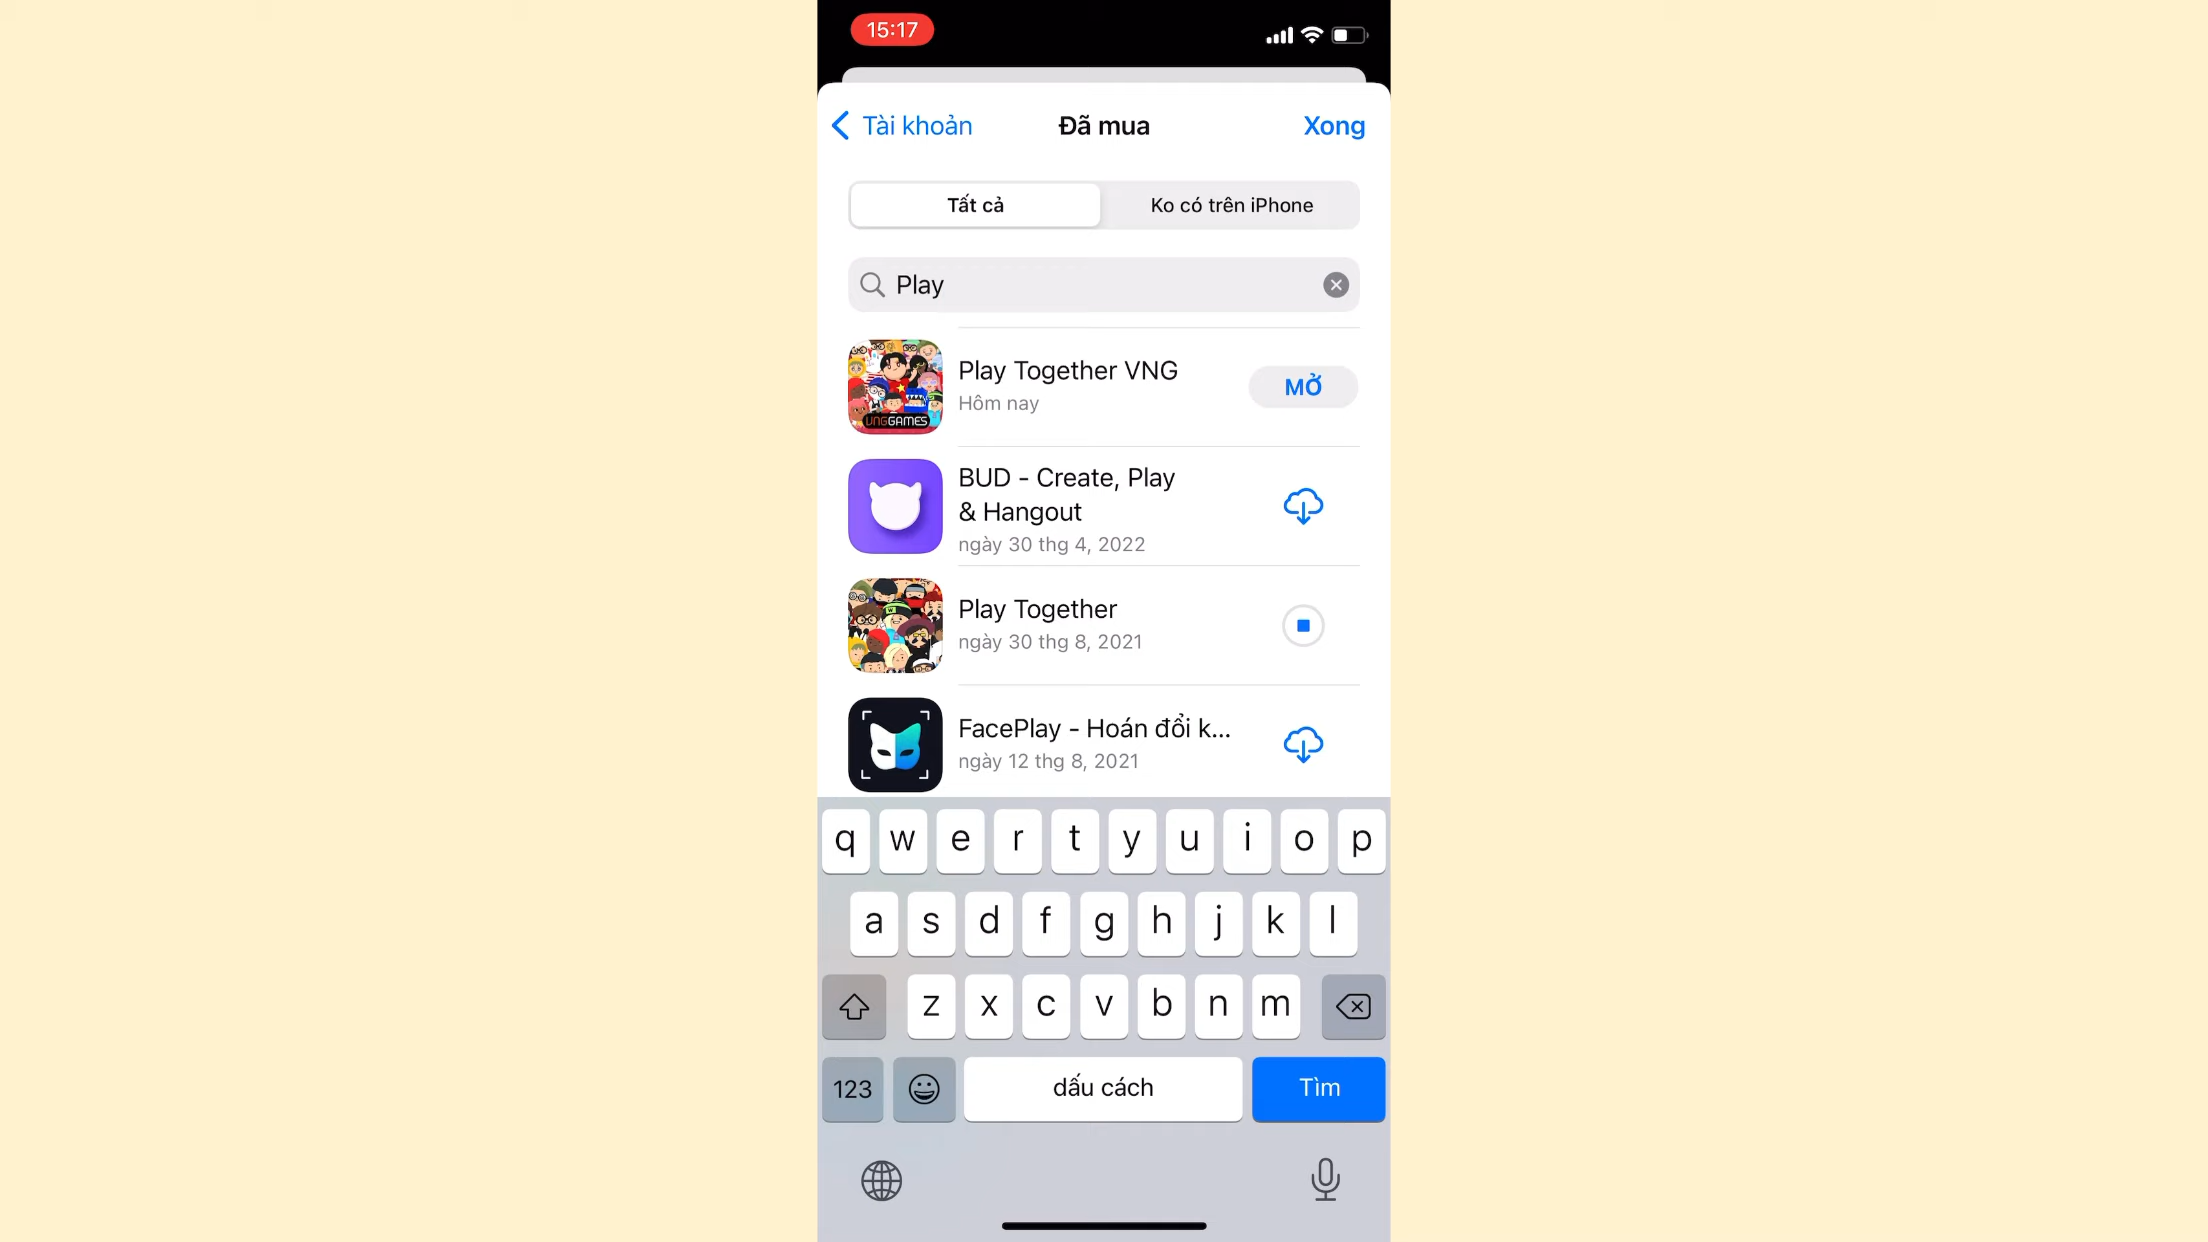 15:17
Tài khoản
Đã mua
Xong
Tất cả
Ko có trên iPhone
Play
Play Together VNG
Hôm nay
MỞ
VNGGAMES
BUD - Create, Play
& Hangout
ngày 30 thg 4, 2022
Play Together
ngày 30 thg 8, 2021
FacePlay - Hoán đổi k...
ngày 12 thg 8, 2021
q w e r t y u i o p
a s d f g h j k l
z x c v b n m
123
dấu cách
Tìm